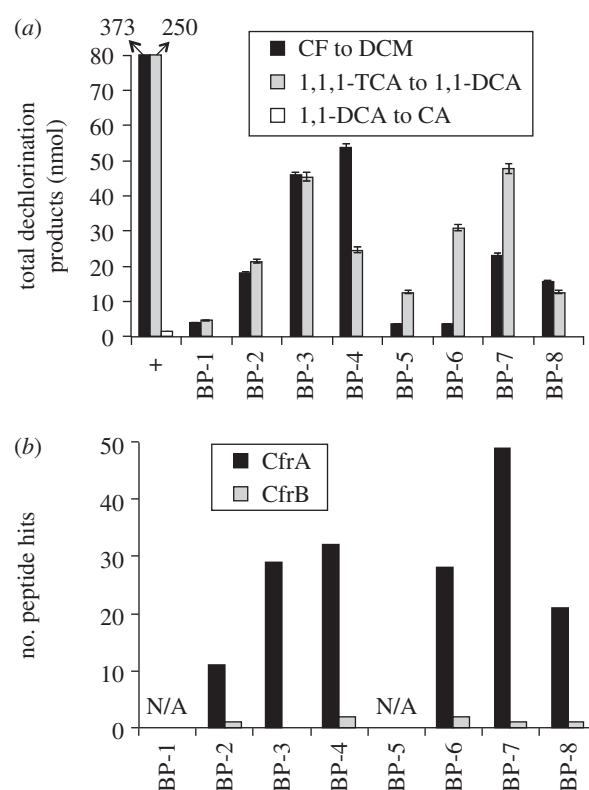 (a)
373
250
80
70
60
50
40
30
20
10
0
total dechlorination
products (nmol)
CF to DCM
1,1,1-TCA to 1,1-DCA
1,1-DCA to CA
+
BP-1
BP-2
BP-3
BP-4
BP-5
BP-6
BP-7
BP-8
(b)
50
40
30
20
10
0
no. peptide hits
CfrA
CfrB
N/A
N/A
BP-1
BP-2
BP-3
BP-4
BP-5
BP-6
BP-7
BP-8